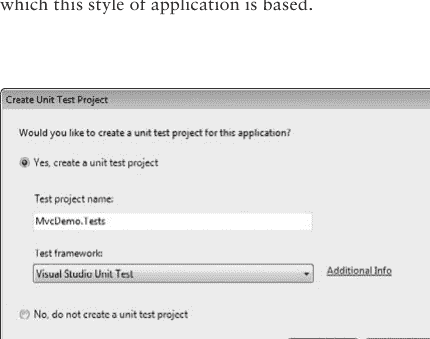 which this style of application is based.
Create Unit Test Project
Would you like to create a unit test project for this application?
Yes, create a unit test project
Test project name:
MvcDemo.Tests
Test framework:
Visual Studio Unit Test
Additional Info
No, do not create a unit test project